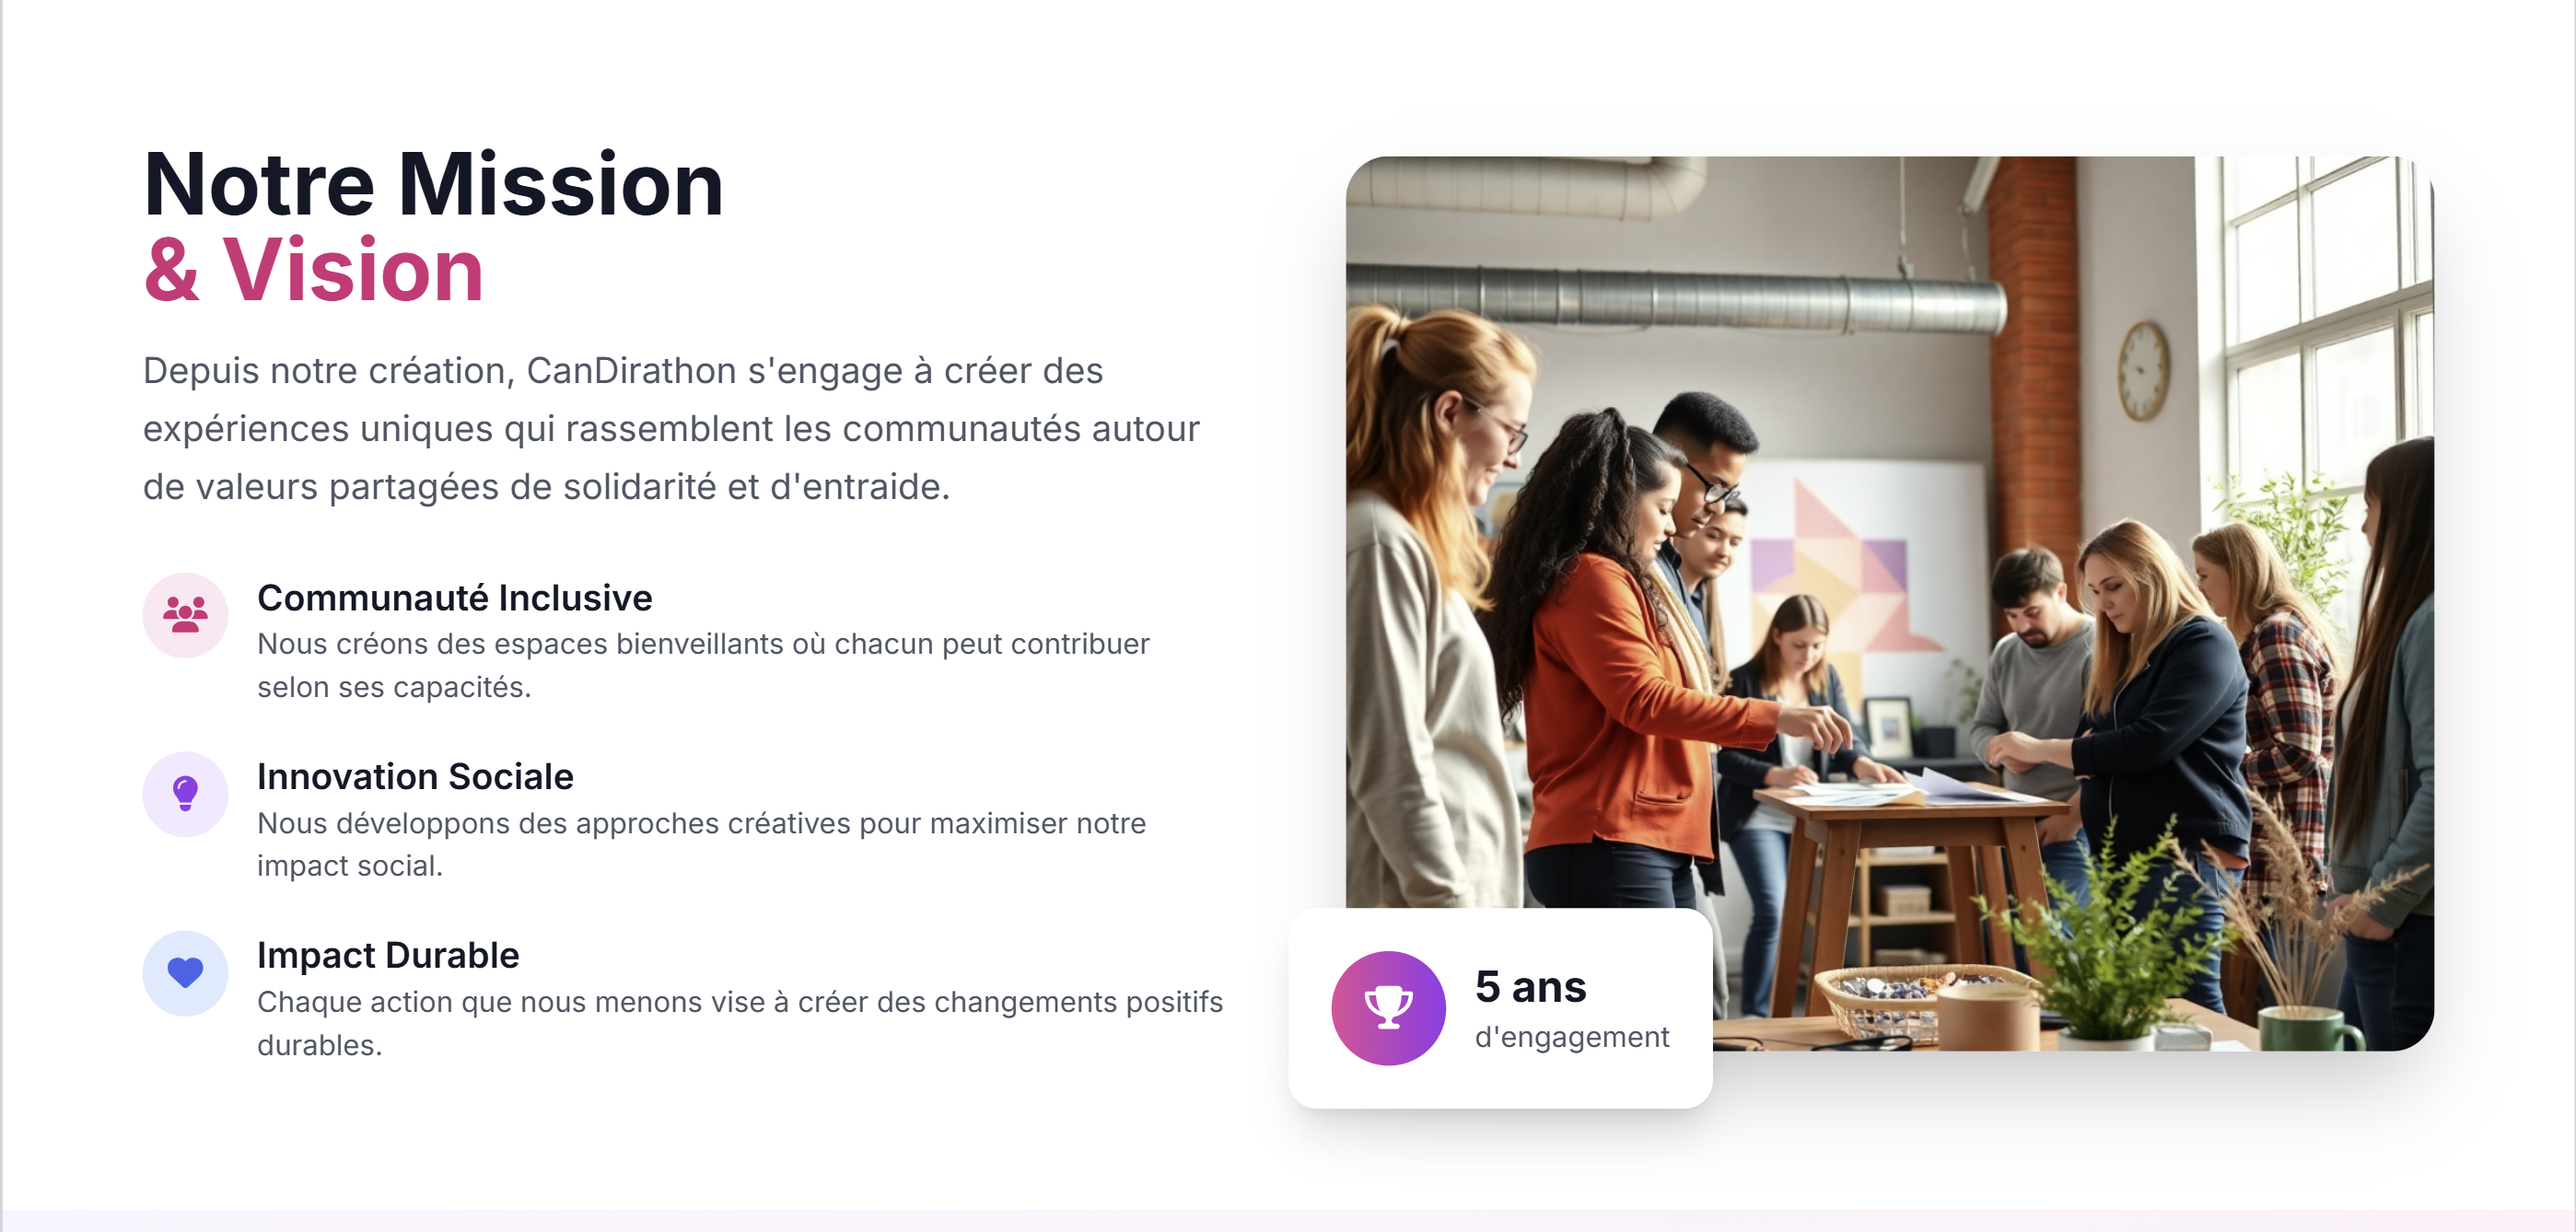 Notre Mission
& Vision
Depuis notre création, CanDirathon s'engage à créer des
expériences uniques qui rassemblent les communautés autour
de valeurs partagées de solidarité et d'entraide.
Communauté Inclusive
Nous créons des espaces bienveillants où chacun peut contribuer
selon ses capacités.
Innovation Sociale
Nous développons des approches créatives pour maximiser notre
impact social.
Impact Durable
Chaque action que nous menons vise à créer des changements positifs
durables.
5 ans
d'engagement